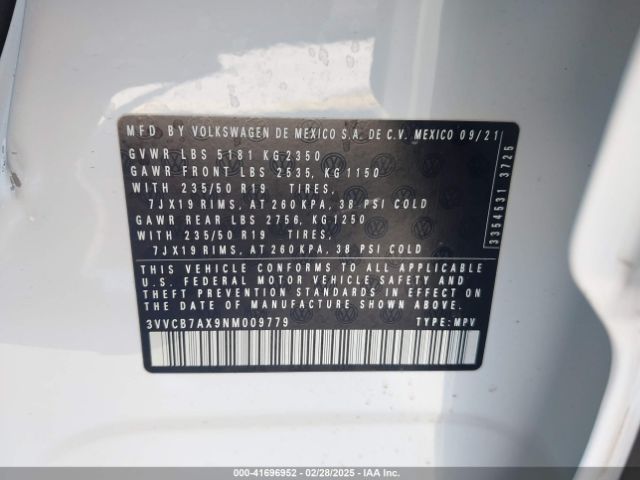 MFD BY VOLKSWAGEN DE MEXICO S.A. DE C.V. MEXICO 09/21
GVWR LBS 5181 KG 2350
GAWR FRONT LBS 2535, KG 1150
WITH 235/50 R19 TIRES,
7JX19 RIMS, AT 260 KPA, 38 PSI COLD
GAWR REAR LBS 2756, KG 1250
WITH 235/50 R19 TIRES,
7JX19 RIMS, AT 260 KPA, 38 PSI COLD
THIS VEHICLE CONFORMS TO ALL APPLICABLE
U.S. FEDERAL MOTOR VEHICLE SAFETY AND
THEFT PREVENTION STANDARDS IN EFFECT ON
THE DATE OF MANUFACTURE SHOWN ABOVE.
3VVCB7AX9NM009779 TYPE: MPV
3354531 3725
000-41696952 | 02/28/2025 — IAA Inc.